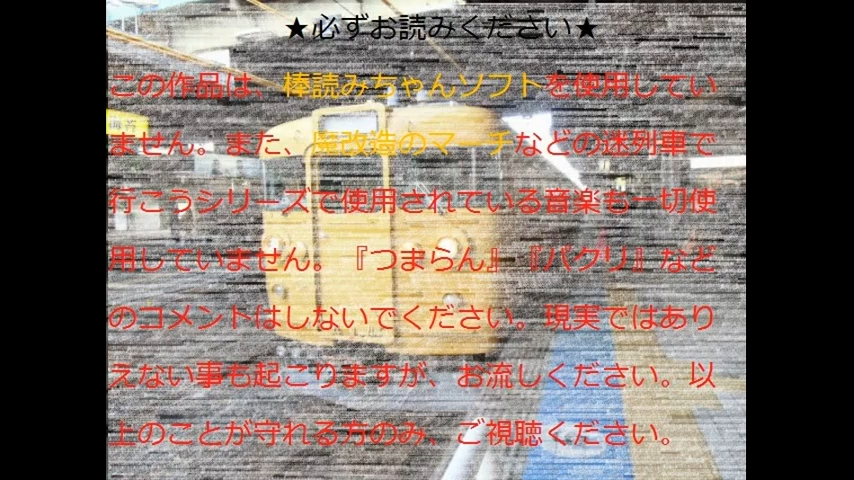 ★必ずお読みください★
この作品は、棒読みちゃんソフトを使用してい
ません。また、魔改造のマーチなどの迷列車で
行こうシリーズで使用されている音楽も一切使
用していません。『つまらん』『パクリ』など
のコメントはしないでください。現実ではあり
えない事も起こりますが、お流しください。以
上のことが守れる方のみ、ご視聴ください。